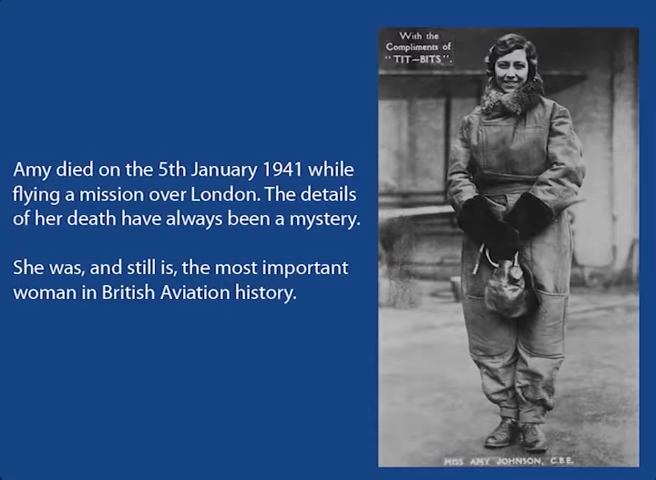 With the
Compliments of
"TIT—BITS".
Amy died on the 5th January 1941 while
flying a mission over London. The details
of her death have always been a mystery.
She was, and still is, the most important
woman in British Aviation history.
MISS AMY JOHNSON, C.B.E.